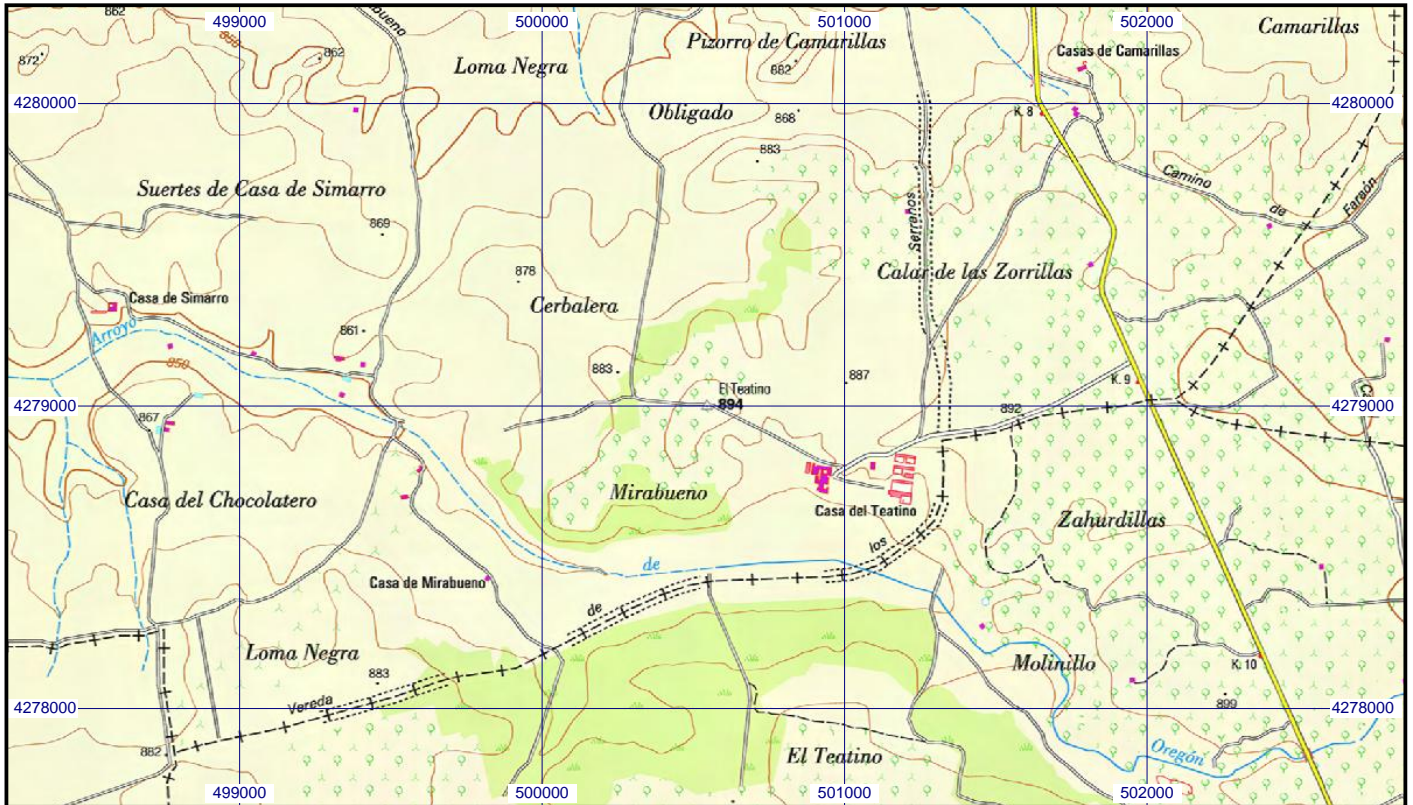 862
499000
500000
501000
502000
Camarillas
Pizorro de Camarillas
872
862
Loma Negra
882
Casas de Camarillas
4280000
4280000
Obligado
868
K. 8
883
Suertes de Casa de Simarro
Camino
de
Faraón
869
Serranos
878
Calar de las Zorrillas
Casa de Simarro
Cerbalera
Arroyo
861
850
883
El Teatino
894
887
K. 9
4279000
4279000
867
892
Casa del Chocolatero
Mirabueno
Casa del Teatino
Zahurdillas
los
de
Casa de Mirabueno
de
Loma Negra
883
Molinillo
K. 10
Vereda
899
4278000
4278000
882
El Teatino
Oregón
499000
500000
501000
502000